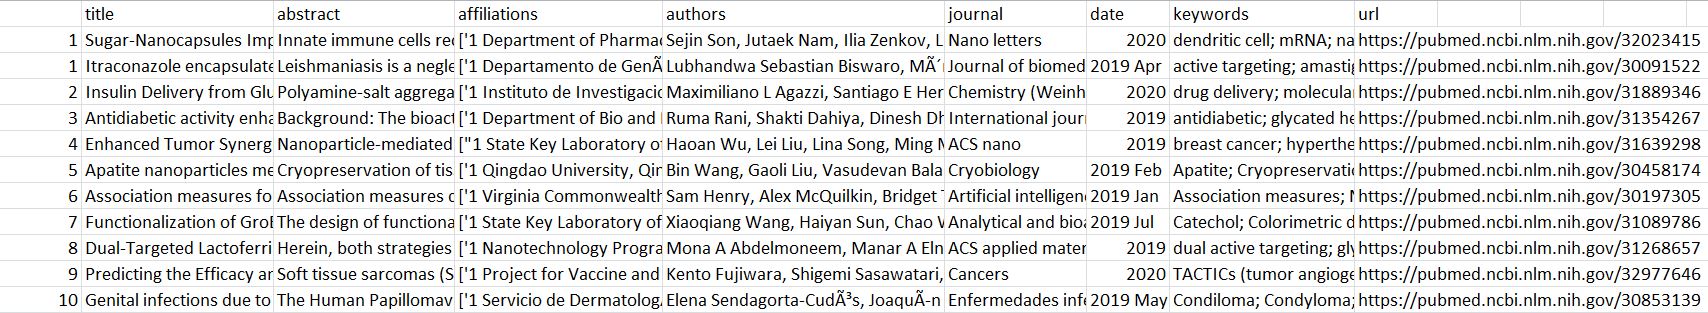 title abstract affiliations authors journal date keywords url
1 Sugar-Nanocapsules Imp Innate immune cells rec ['1 Department of Pharmac Sejin Son, Jutaek Nam, Ilia Zenkov, L Nano letters 2020 dendritic cell; mRNA; na https://pubmed.ncbi.nlm.nih.gov/32023415
1 Itraconazole encapsulate Leishmaniasis is a negle ['1 Departamento de GenÃ Lubhandwa Sebastian Biswaro, MÃ´ Journal of biomed 2019 Apr active targeting; amastig https://pubmed.ncbi.nlm.nih.gov/30091522
2 Insulin Delivery from Glu Polyamine-salt aggrega ['1 Instituto de Investigacio Maximiliano L Agazzi, Santiago E Her Chemistry (Weinh 2020 drug delivery; molecula https://pubmed.ncbi.nlm.nih.gov/31889346
3 Antidiabetic activity enha Background: The bioact ['1 Department of Bio and Ruma Rani, Shakti Dahiya, Dinesh Dh International jour 2019 antidiabetic; glycated he https://pubmed.ncbi.nlm.nih.gov/31354267
4 Enhanced Tumor Synerg Nanoparticle-mediated ["1 State Key Laboratory of Haoan Wu, Lei Liu, Lina Song, Ming M ACS nano 2019 breast cancer; hyperthe https://pubmed.ncbi.nlm.nih.gov/31639298
5 Apatite nanoparticles me Cryopreservation of tis ['1 Qingdao University, Qin Bin Wang, Gaoli Liu, Vasudevan Bala Cryobiology 2019 Feb Apatite; Cryopreservati https://pubmed.ncbi.nlm.nih.gov/30458174
6 Association measures fo Association measures c ['1 Virginia Commonwealth Sam Henry, Alex McQuilkin, Bridget T Artificial intelligen 2019 Jan Association measures; N https://pubmed.ncbi.nlm.nih.gov/30197305
7 Functionalization of GroE The design of functiona ['1 State Key Laboratory of Xiaoqiang Wang, Haiyan Sun, Chao W Analytical and bioa 2019 Jul Catechol; Colorimetric d https://pubmed.ncbi.nlm.nih.gov/31089786
8 Dual-Targeted Lactoferri Herein, both strategies ['1 Nanotechnology Progra Mona A Abdelmoneem, Manar A Eln ACS applied mater 2019 dual active targeting; gly https://pubmed.ncbi.nlm.nih.gov/31268657
9 Predicting the Efficacy an Soft tissue sarcomas (S ['1 Project for Vaccine and Kento Fujiwara, Shigemi Sasawatari, Cancers 2020 TACTICs (tumor angioge https://pubmed.ncbi.nlm.nih.gov/32977646
10 Genital infections due to The Human Papillomav ['1 Servicio de Dermatolog Elena Sendagorta-CudÃ³s, JoaquÃ­n Enfermedades infe 2019 May Condiloma; Condyloma; https://pubmed.ncbi.nlm.nih.gov/30853139